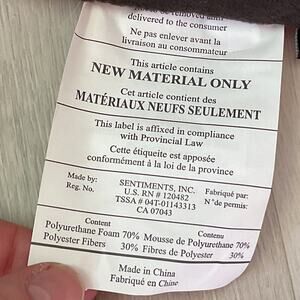 delivered to the consumer
Ne pas enlever avant la
livraison au consommateur
This article contains
NEW MATERIAL ONLY
Cet article contient des
MATÉRIAUX NEUFS SEULEMENT
This label is affixed in compliance
with Provincial Law
Cette étiquette est apposée
conformément à la loi de la province
Made by: SENTIMENTS, INC. Fabriqué par:
Reg. No. U.S. RN # 120482 N°de permis:
TSSA # 04T-01143313
CA 07043
Content Contenu
Polyurethane Foam 70% Mousse de Polyurethane 70%
Polyester Fibers 30% Fibres de Polyester 30%
Made in China
Fabriqué en Chine